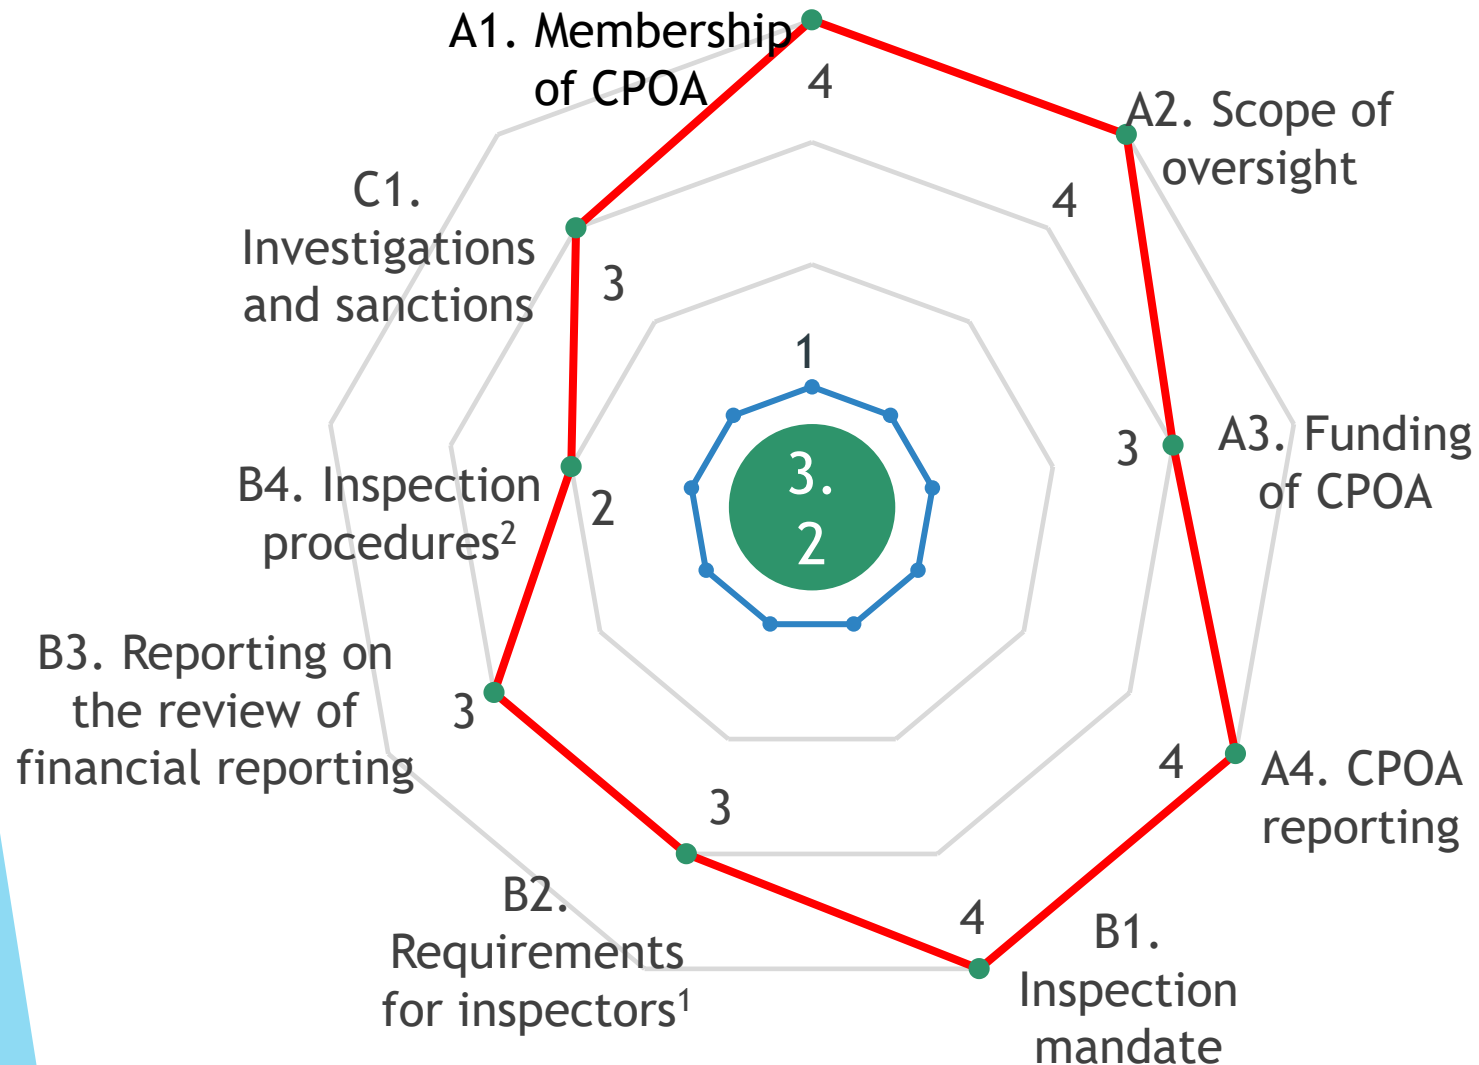 A1. Membership
of CPOA
4
A2. Scope of
oversight
4
C1.
Investigations
and sanctions
3
1
3.
2
3
A3. Funding
of CPOA
B4. Inspection
procedures²
2
B3. Reporting on
the review of
financial reporting
3
4
A4. CPOA
reporting
3
B2.
Requirements
for inspectors¹
4
B1.
Inspection
mandate